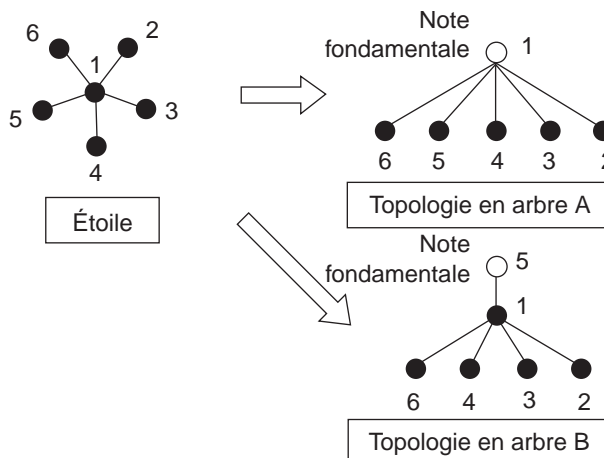 6
2
1
5
3
4
Étoile
Note
fondamentale
1
6 5 4 3 2
Topologie en arbre A
Note
fondamentale
5
1
6 4 3 2
Topologie en arbre B